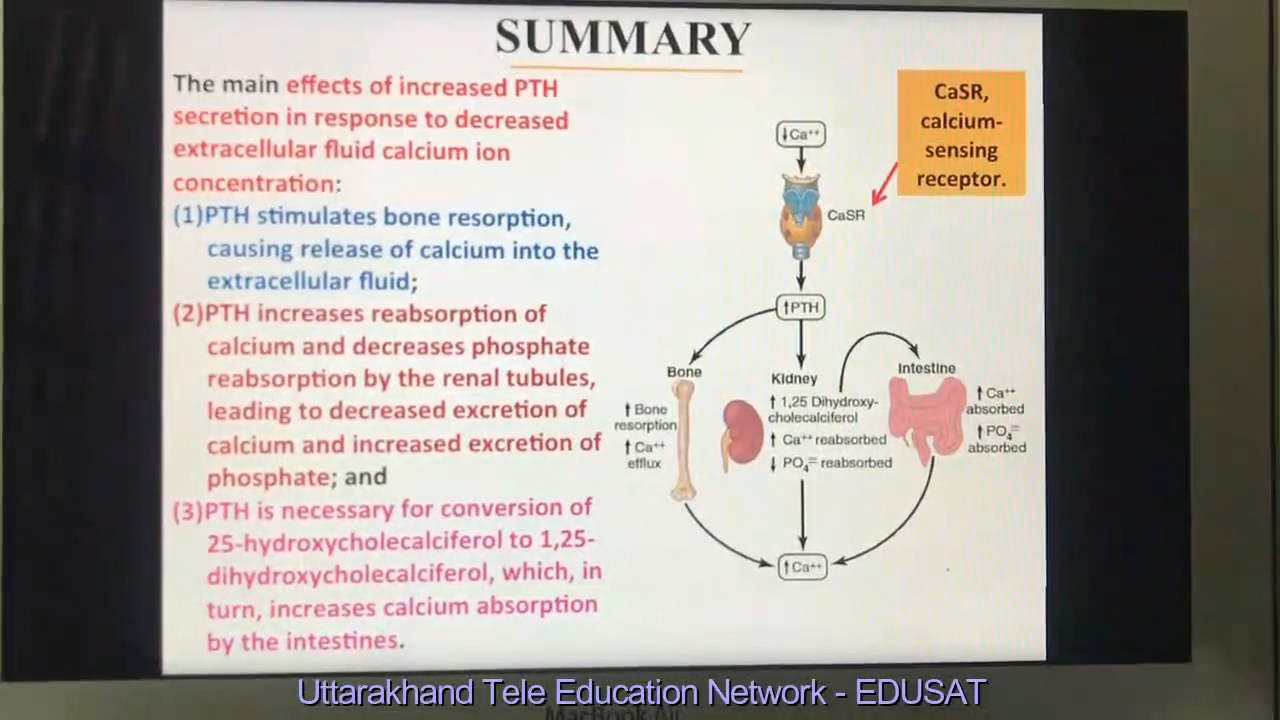 SUMMARY
The main effects of increased PTH
secretion in response to decreased
extracellular fluid calcium ion
concentration:
(1)PTH stimulates bone resorption,
causing release of calcium into the
extracellular fluid;
(2)PTH increases reabsorption of
calcium and decreases phosphate
reabsorption by the renal tubules,
leading to decreased excretion of
calcium and increased excretion of
phosphate; and
(3)PTH is necessary for conversion of
25-hydroxycholecalciferol to 1,25-
dihydroxycholecalciferol, which, in
turn, increases calcium absorption
by the intestines.
CaSR,
calcium-
sensing
receptor.
↓Ca++
CaSR
↑PTH
Bone
↑ Bone
resorption
↑ Ca++
efflux
Kidney
↑ 1,25 Dihydroxy-
cholecalciferol
↑ Ca++ reabsorbed
↓ PO4= reabsorbed
Intestine
↑ Ca++
absorbed
↑ PO4=
absorbed
↑Ca++
Uttarakhand Tele Education Network - EDUSAT
MacBook Air